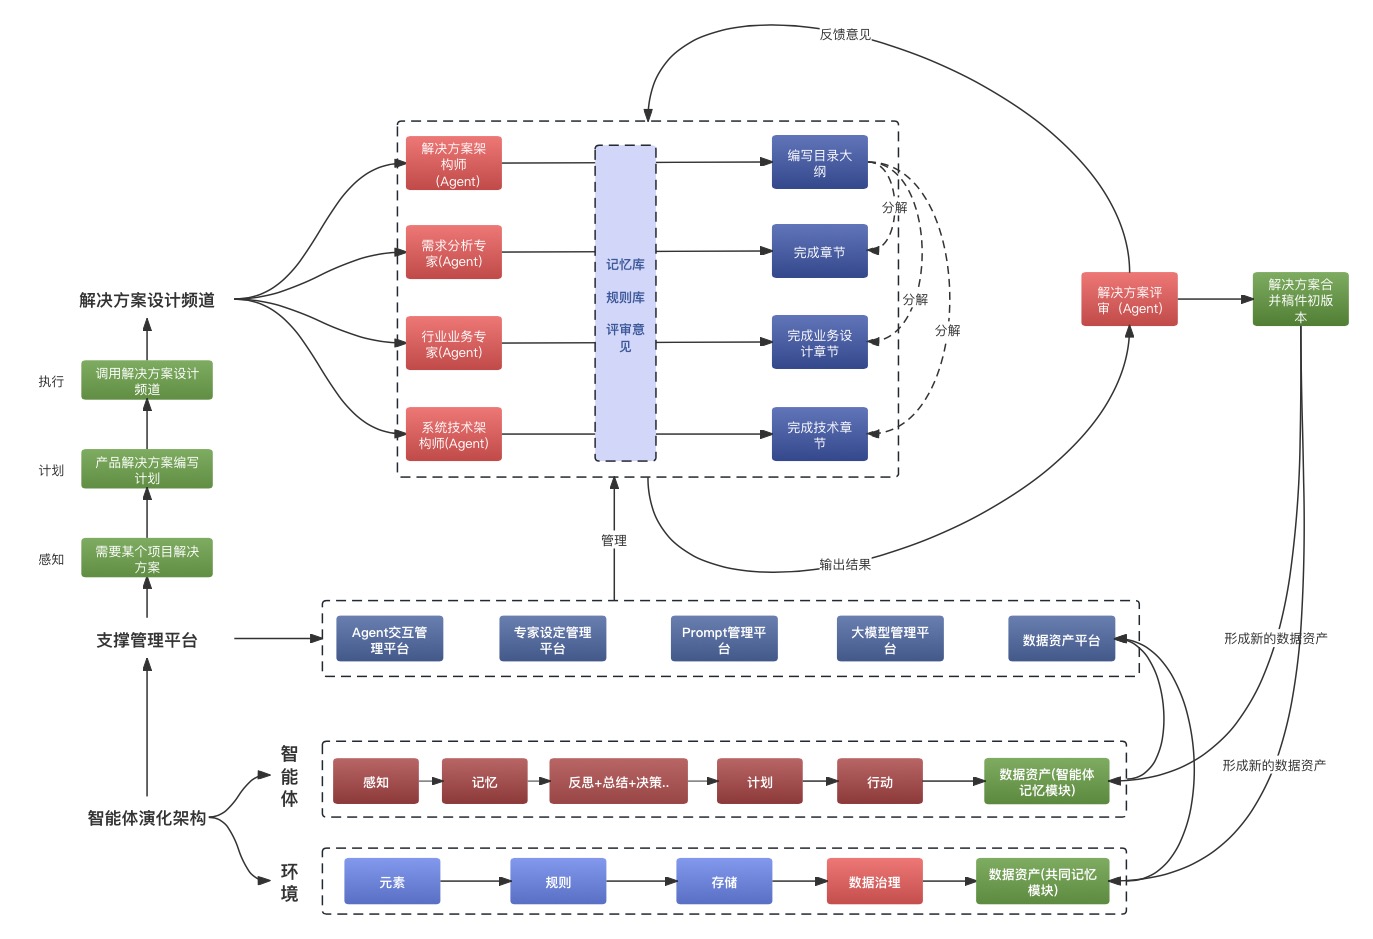 反馈意见
解决方案架
构师
(Agent)
编写目录大
纲
分解
需求分析专
家(Agent)
完成章节
记忆库
规则库
评审意
见
解决方案评
审（Agent)
解决方案合
并稿件初版
本
解决方案设计频道
分解
分解
行业业务专
家(Agent)
完成业务设
计章节
执行
调用解决方案设计
频道
系统技术架
构师(Agent)
完成技术章
节
计划
产品解决方案编写
计划
管理
感知
需要某个项目解决
方案
输出结果
支撑管理平台
Agent交互管
理平台
专家设定管理
平台
Prompt管理平
台
大模型管理平
台
数据资产平台
形成新的数据资产
智
能
体
感知
记忆
反思+总结+决策..
计划
行动
数据资产(智能体
记忆模块)
形成新的数据资产
智能体演化架构
环
境
元素
规则
存储
数据治理
数据资产(共同记忆
模块)